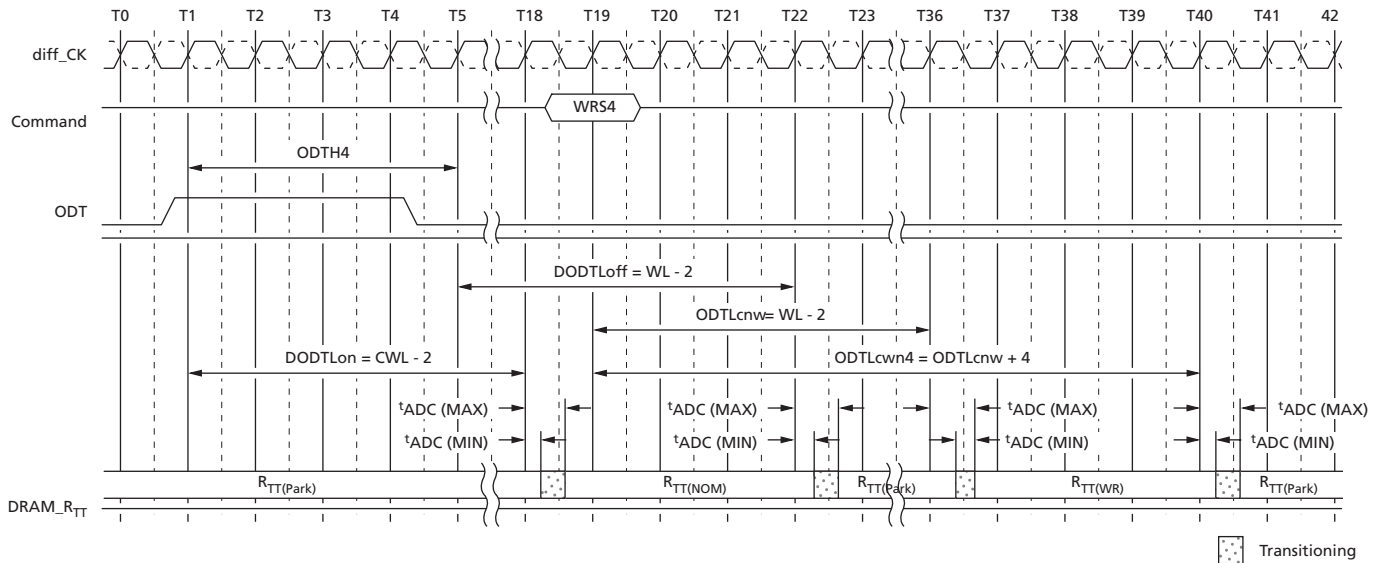 T0 T1 T2 T3 T4 T5 T18 T19 T20 T21 T22 T23 T36 T37 T38 T39 T40 T41 42
diff_CK
WRS4
Command
ODTH4
ODT
DODTLoff = WL - 2
ODTLcnw= WL - 2
DODTLon = CWL - 2
ODTLcwn4 = ODTLcnw + 4
tADC (MAX) tADC (MAX) tADC (MAX) tADC (MAX)
tADC (MIN) tADC (MIN) tADC (MIN) tADC (MIN)
RTT(Park) RTT(NOM) RTT(Park) RTT(WR) RTT(Park)
DRAM_RTT
Transitioning